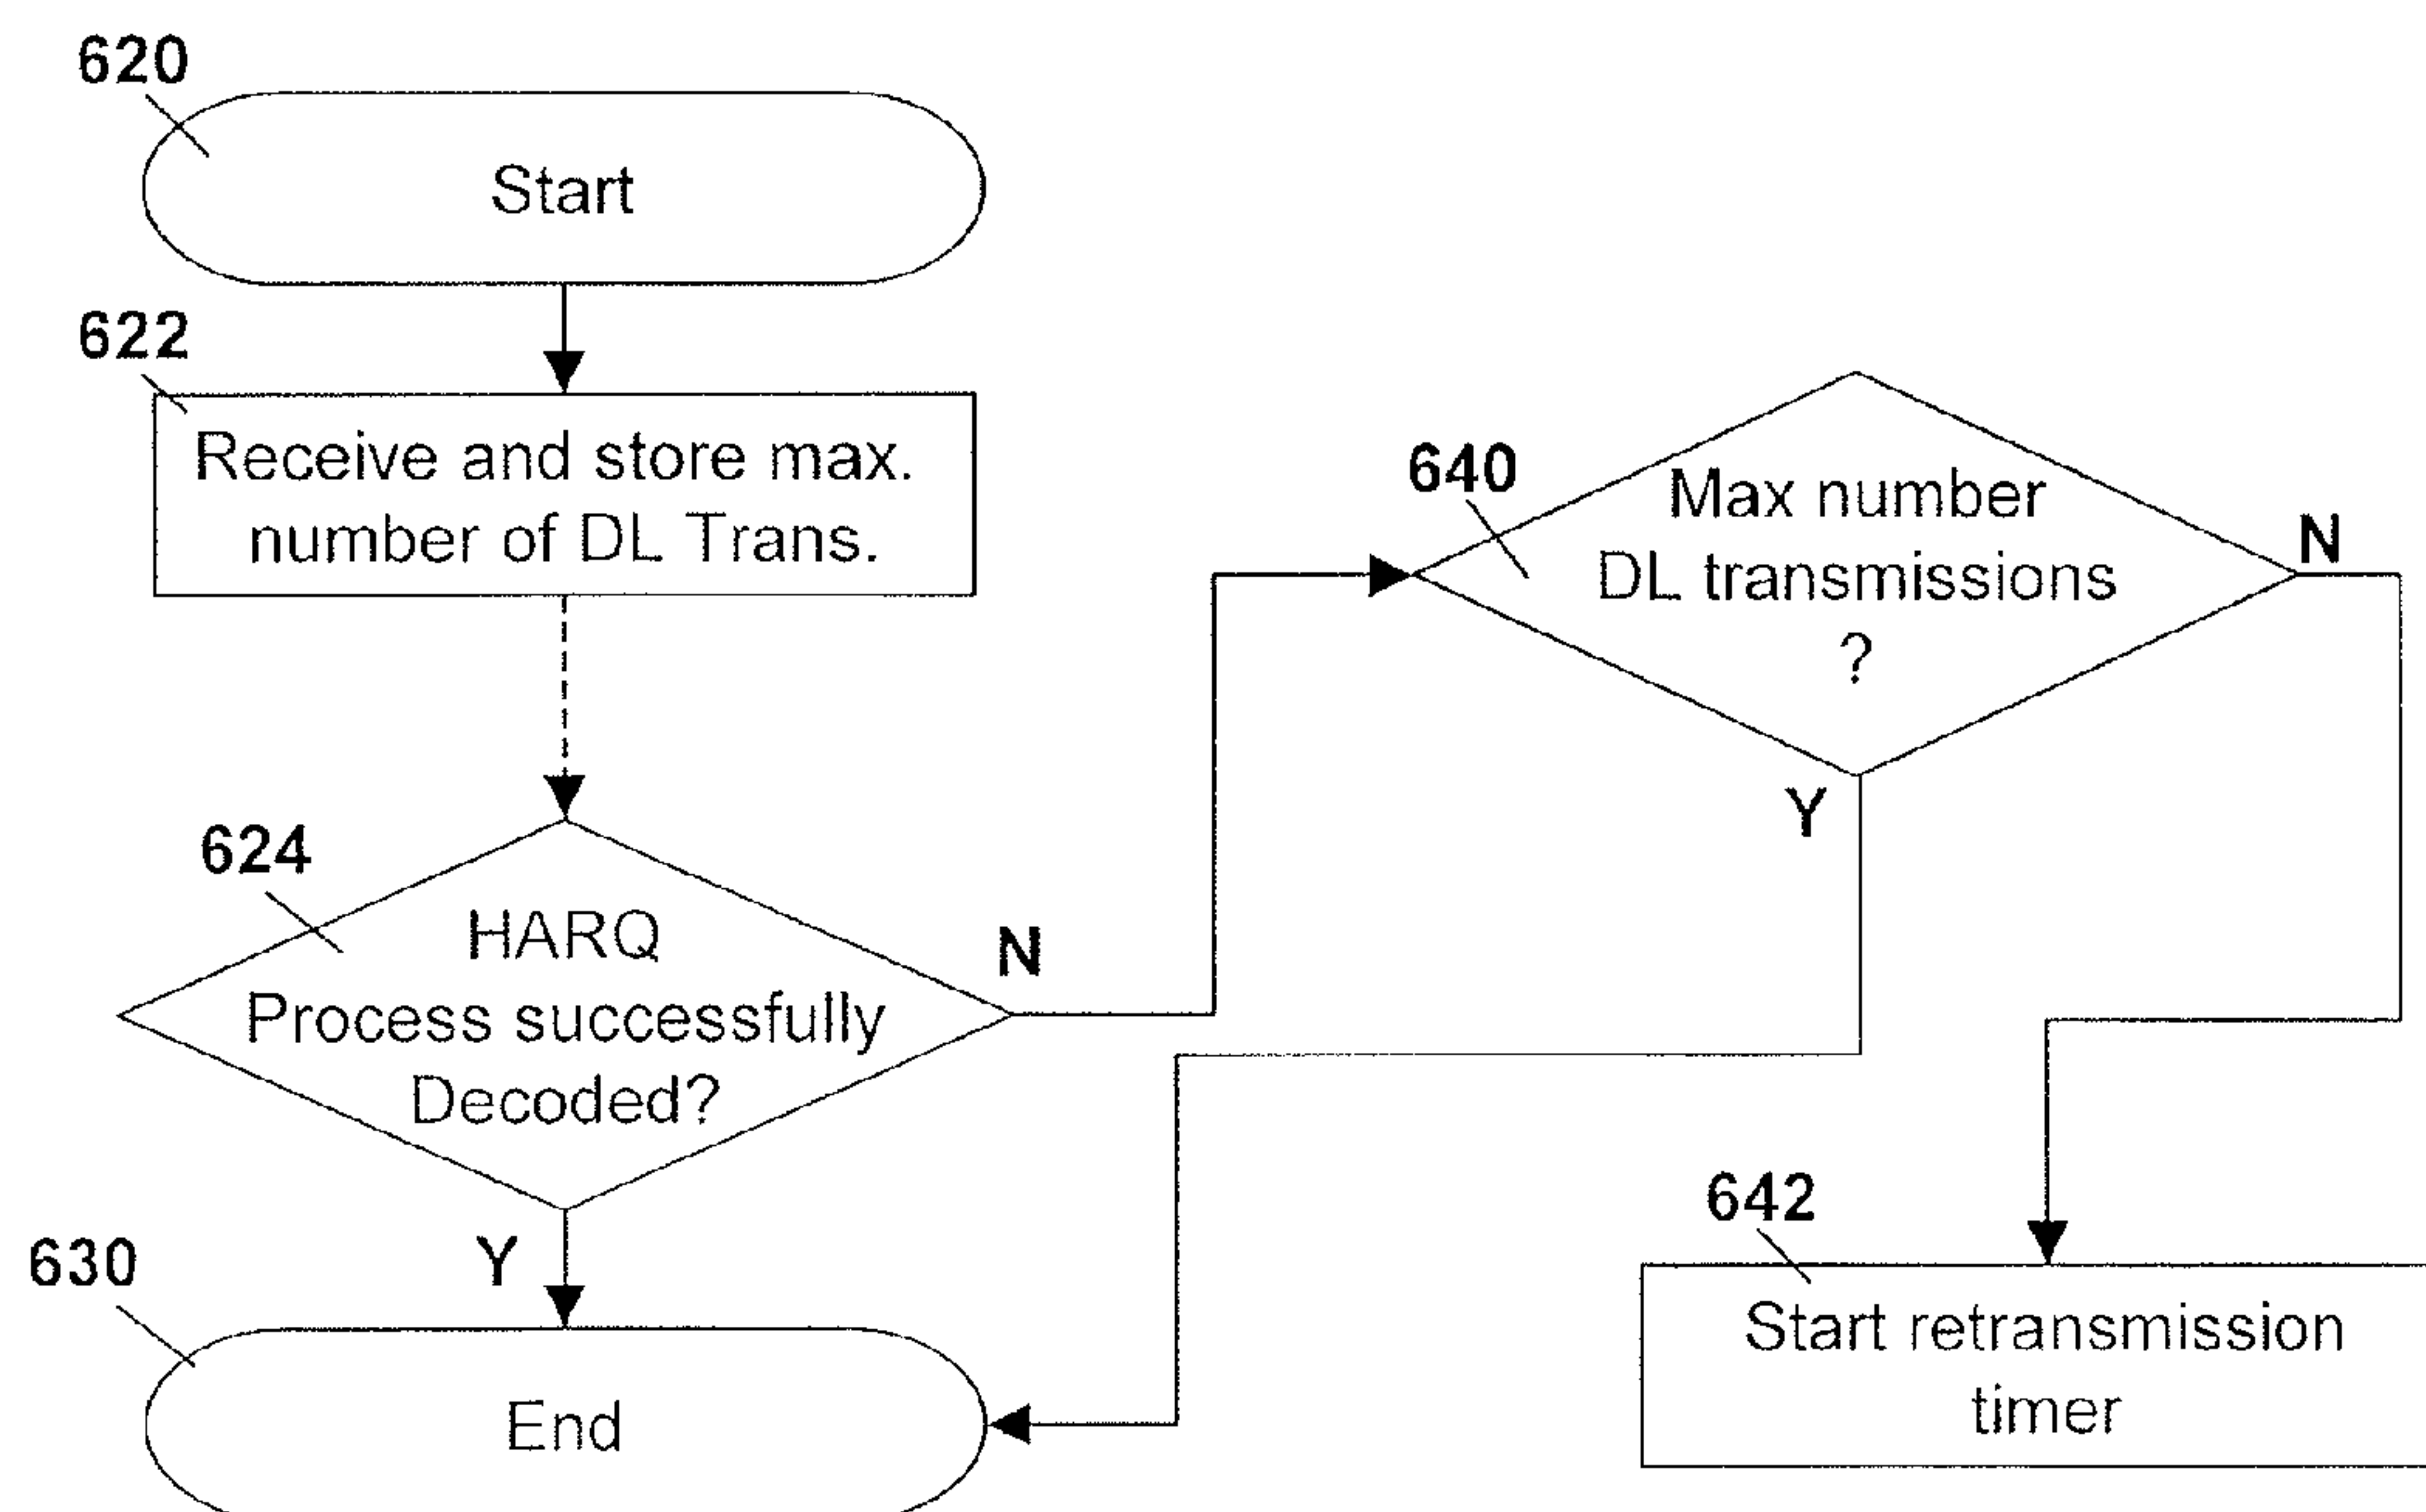 620
Start
622
Receive and store max.
number of DL Trans.
624
HARQ
Process successfully
Decoded?
N
Y
630
End
640
Max number
DL transmissions
?
N
Y
642
Start retransmission
timer